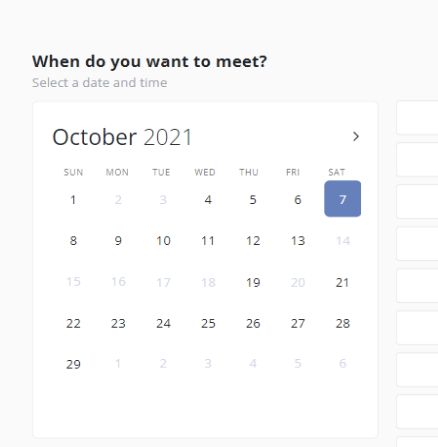 When do you want to meet?
Select a date and time
October 2021
SUN MON TUE WED THU FRI SAT
1 2 3 4 5 6 7
8 9 10 11 12 13 14
15 16 17 18 19 20 21
22 23 24 25 26 27 28
29 1 2 3 4 5 6